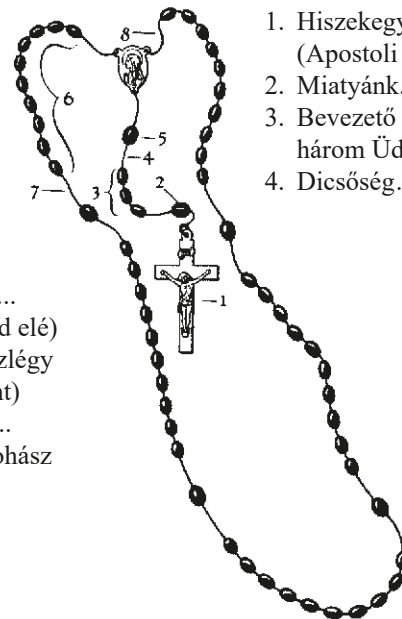 1. Hiszekegy
(Apostoli
2. Miatyánk.
3. Bevezető
három Üd
4. Dicsőség.
...
d elé)
zlégy
t)
..
ohász
8
6
5
4
3
2
7
1